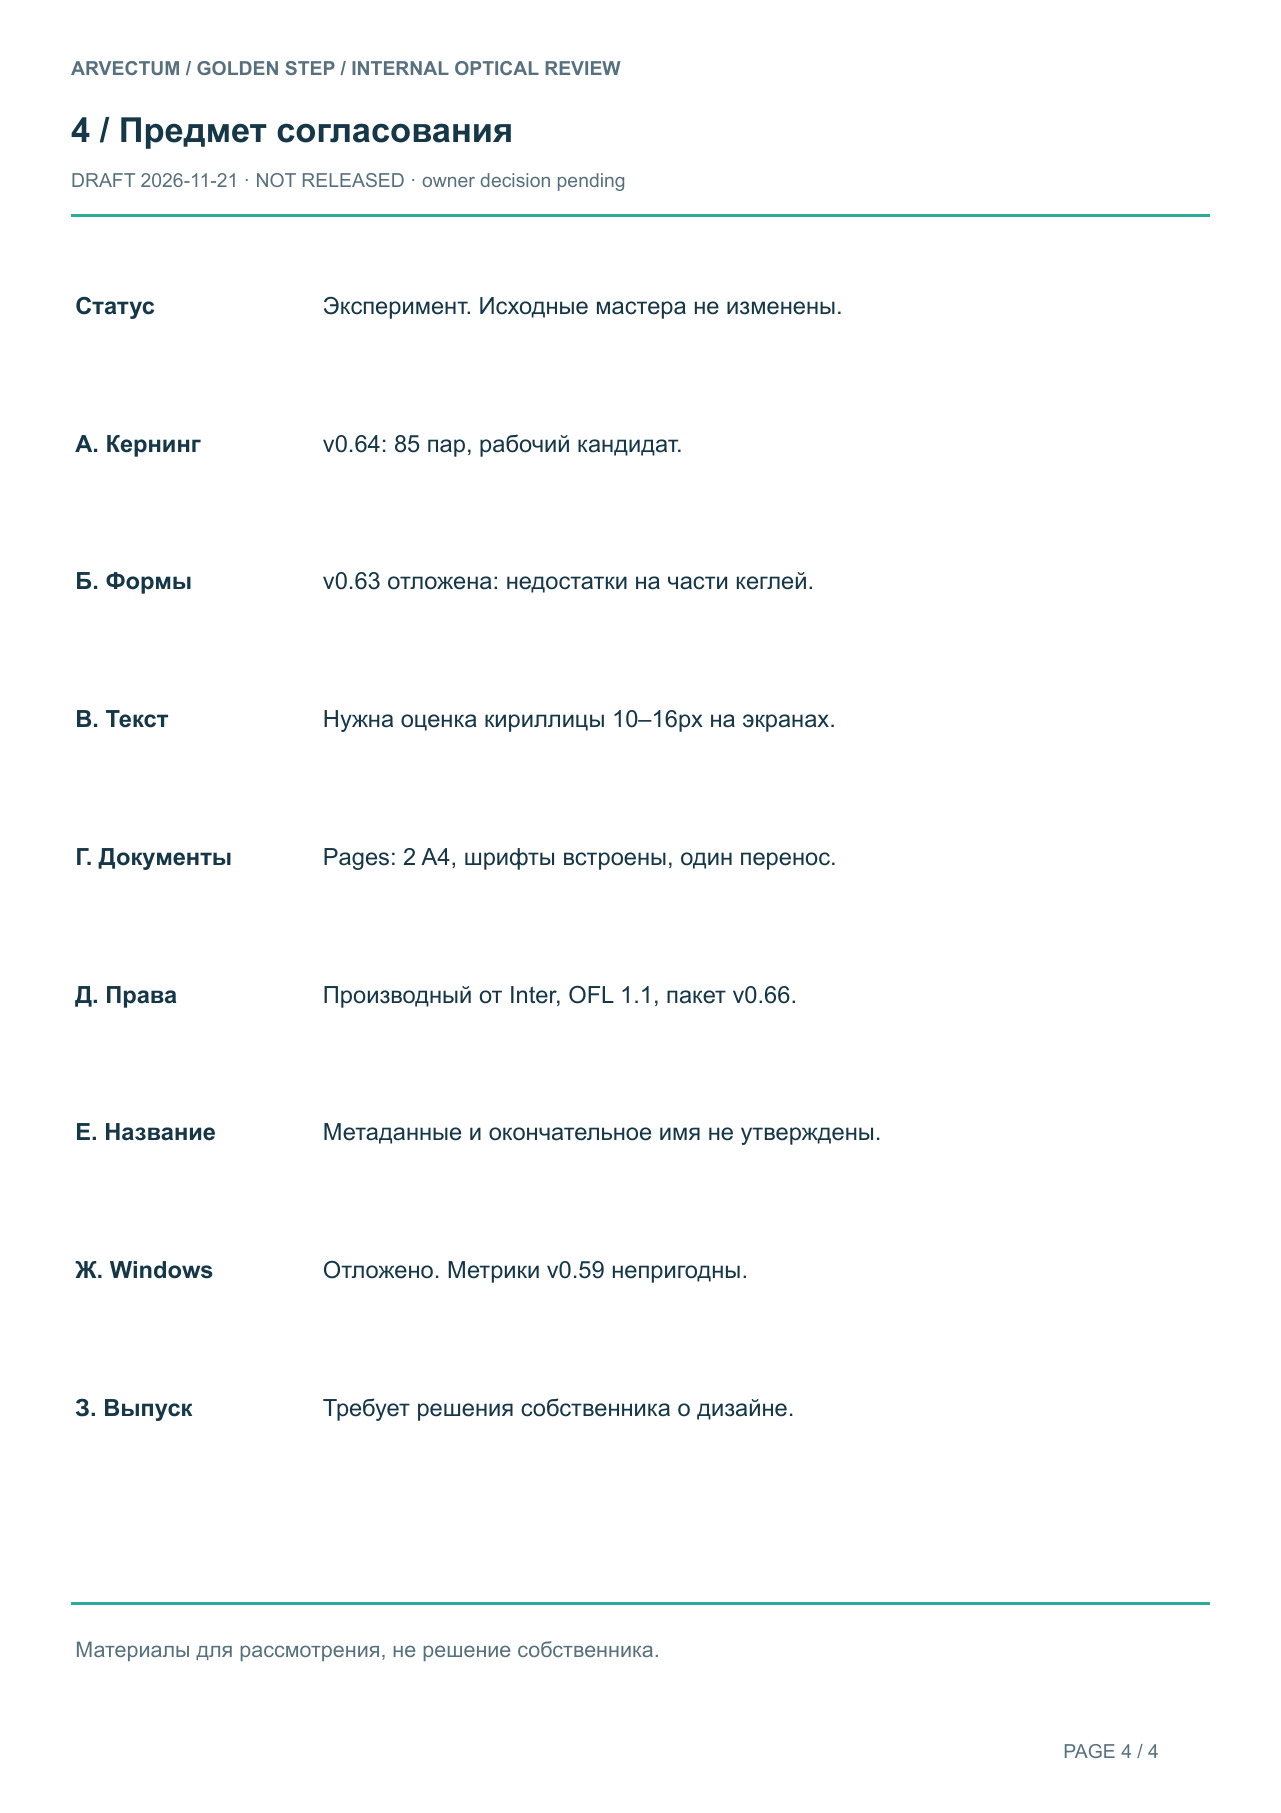 ARVECTUM / GOLDEN STEP / INTERNAL OPTICAL REVIEW
4 / Предмет согласования
DRAFT 2026-11-21 · NOT RELEASED · owner decision pending
Статус Эксперимент. Исходные мастера не изменены.
А. Кернинг v0.64: 85 пар, рабочий кандидат.
Б. Формы v0.63 отложена: недостатки на части кеглей.
В. Текст Нужна оценка кириллицы 10–16px на экранах.
Г. Документы Pages: 2 A4, шрифты встроены, один перенос.
Д. Права Производный от Inter, OFL 1.1, пакет v0.66.
Е. Название Метаданные и окончательное имя не утверждены.
Ж. Windows Отложено. Метрики v0.59 непригодны.
З. Выпуск Требует решения собственника о дизайне.
Материалы для рассмотрения, не решение собственника.
PAGE 4 / 4